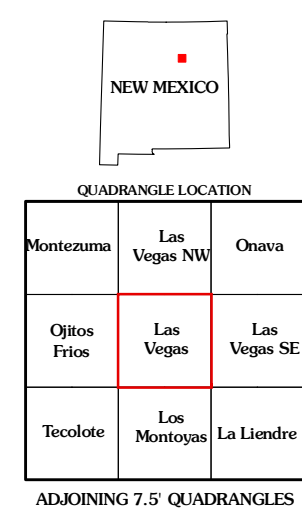 NEW MEXICO
QUADRANGLE LOCATION
Montezuma
Las
Vegas NW
Onava
Ojitos
Frios
Las
Vegas
Las
Vegas SE
Tecolote
Los
Montoyas
La Liendre
ADJOINING 7.5' QUADRANGLES